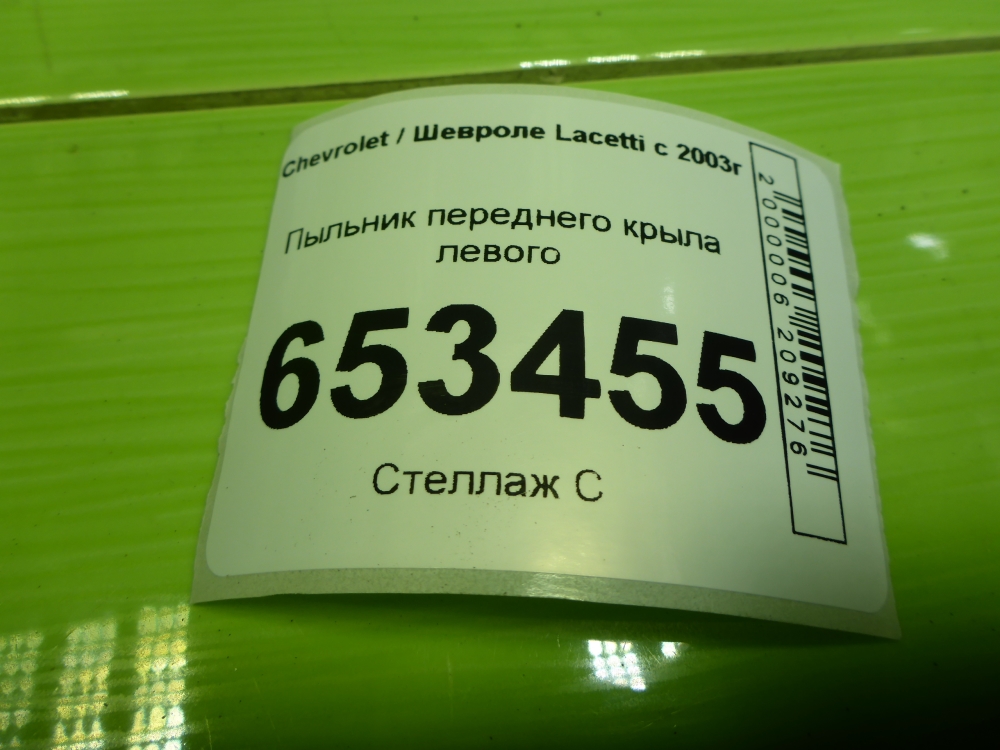 Chevrolet / Шевроле Lacetti с 2003г
Пыльник переднего крыла
левого
653455
Стеллаж С
2000006209276